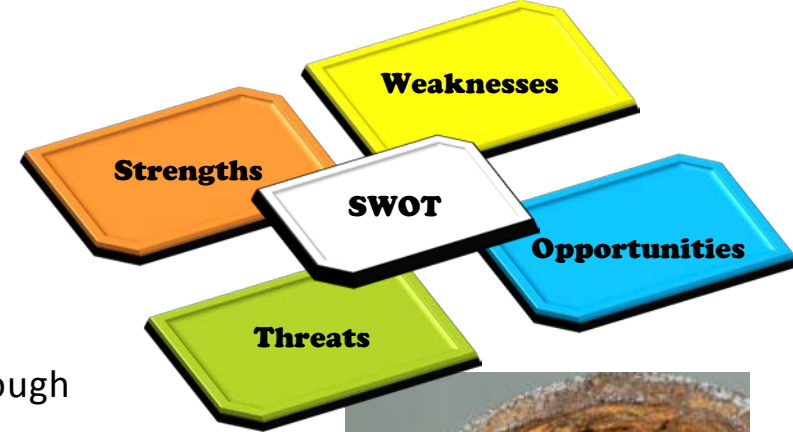 Weaknesses
Strengths
SWOT
Opportunities
Threats
ough